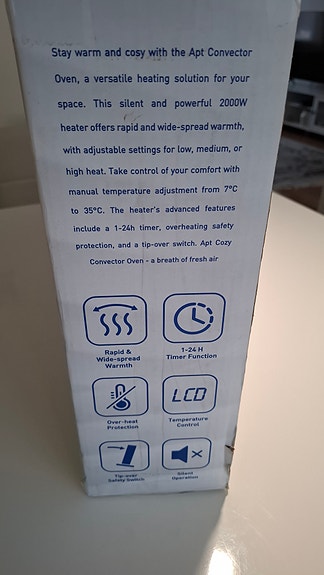 Stay warm and cosy with the Apt Convector
Oven, a versatile heating solution for your
space. This silent and powerful 2000W
heater offers rapid and wide-spread warmth,
with adjustable settings for low, medium, or
high heat. Take control of your comfort with
manual temperature adjustment from 7°C
to 35°C. The heater's advanced features
include a 1-24h timer, overheating safety
protection, and a tip-over switch. Apt Cozy
Convector Oven - a breath of fresh air
Rapid &
Wide-spread
Warmth
1-24 H
Timer Function
Over-heat
Protection
LCD
Temperature
Control
Tip-over
Safety Switch
Silent
Operation